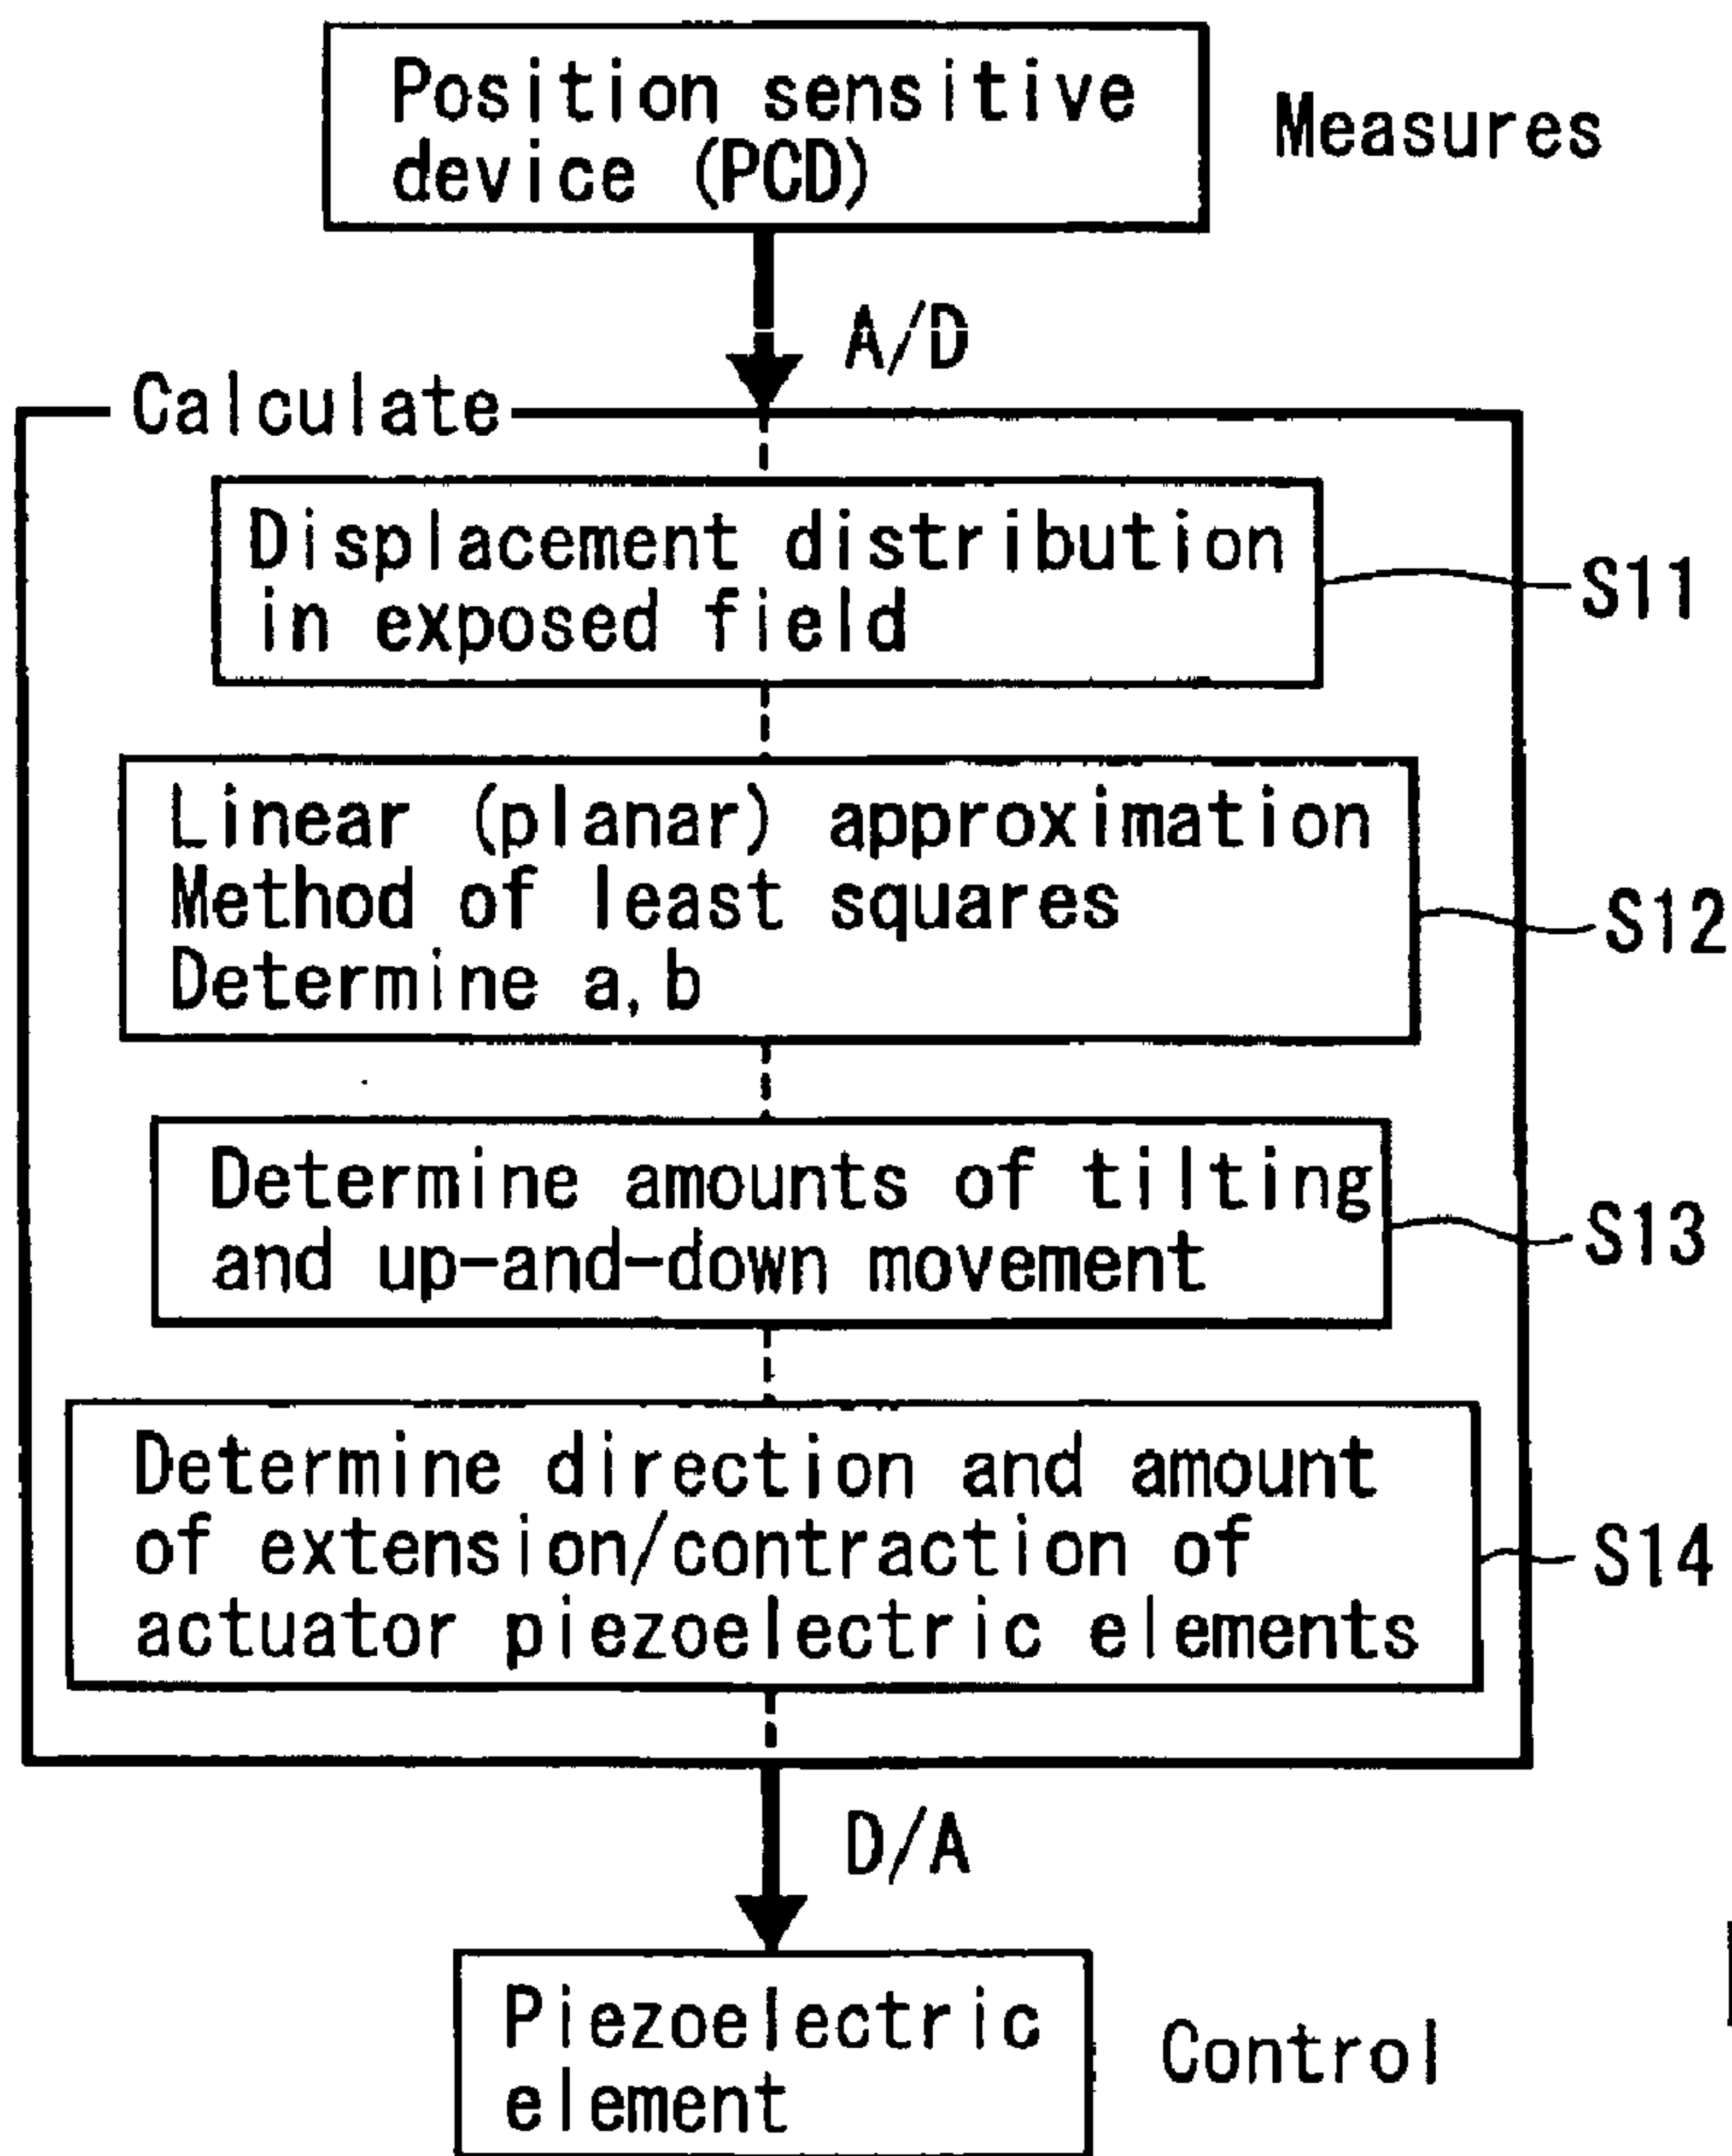 Position sensitive
device (PCD)
Measures
A/D
Calculate
Displacement distribution
in exposed field
S11
Linear (planar) approximation
Method of least squares
Determine a,b
S12
Determine amounts of tilting
and up-and-down movement
S13
Determine direction and amount
of extension/contraction of
actuator piezoelectric elements
S14
D/A
Piezoelectric
element
Control